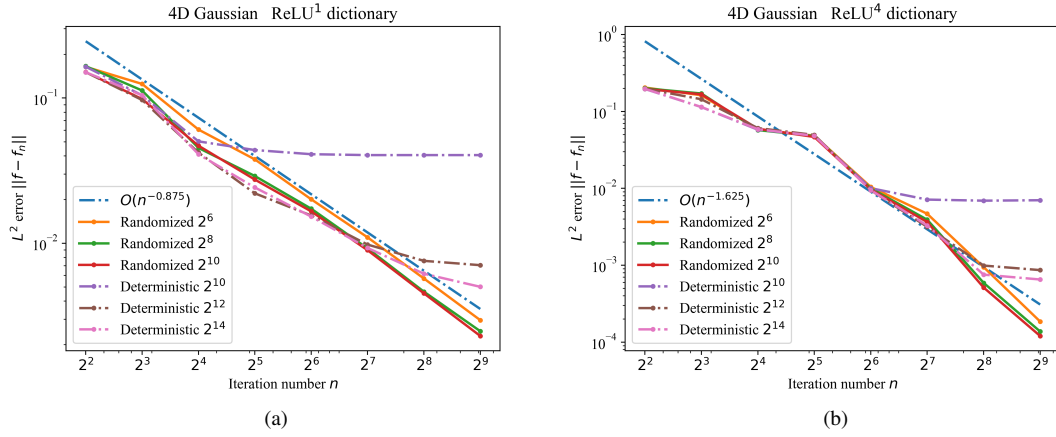 4D Gaussian ReLU¹ dictionary
L² error ||f − fₙ||
10⁻¹
10⁻²
O(n⁻⁰·⁸⁷⁵)
Randomized 2⁶
Randomized 2⁸
Randomized 2¹⁰
Deterministic 2¹⁰
Deterministic 2¹²
Deterministic 2¹⁴
2² 2³ 2⁴ 2⁵ 2⁶ 2⁷ 2⁸ 2⁹
Iteration number n
(a)
4D Gaussian ReLU⁴ dictionary
L² error ||f − fₙ||
10⁰
10⁻¹
10⁻²
10⁻³
10⁻⁴
O(n⁻¹·⁶²⁵)
Randomized 2⁶
Randomized 2⁸
Randomized 2¹⁰
Deterministic 2¹⁰
Deterministic 2¹²
Deterministic 2¹⁴
2² 2³ 2⁴ 2⁵ 2⁶ 2⁷ 2⁸ 2⁹
Iteration number n
(b)